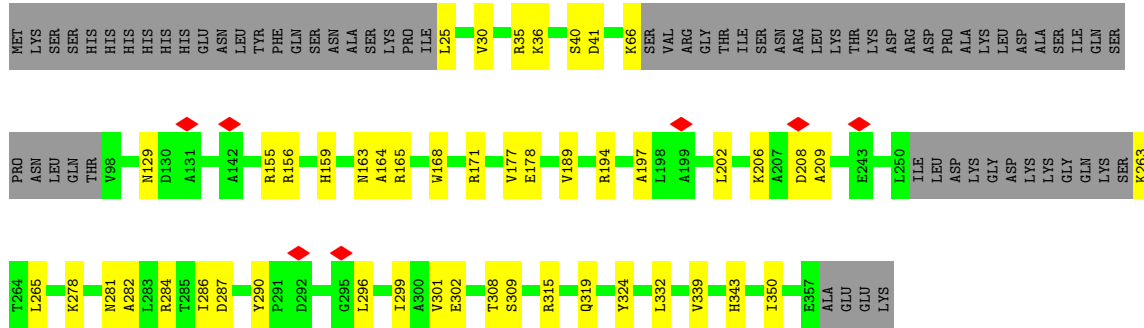 MET LYS SER SER HIS HIS HIS HIS HIS HIS GLU ASN LEU TYR PHE GLN SER ASN ALA SER LYS PRO ILE L25 V30 R35 K36 S40 D41 K66 SER VAL ARG GLY THR ILE SER ASN ARG LEU LYS THR LYS ASP ARG ASP PRO ALA LYS LEU ASP ALA SER ILE GLN SER
PRO ASN LEU GLN THR V98 N129 D130 A131 A142 R155 R156 H159 N163 A164 R165 W168 R171 V177 E178 V189 R194 A197 L198 A199 L202 K206 A207 D208 A209 E243 L250 ILE LEU ASP LYS GLY ASP LYS LYS GLY GLN LYS SER K263
T264 L265 K278 N281 A282 L283 R284 T285 I286 D287 Y290 P291 D292 G295 L296 I299 A300 V301 E302 T308 S309 R315 Q319 Y324 L332 V339 H343 I350 E357 ALA GLU GLU LYS